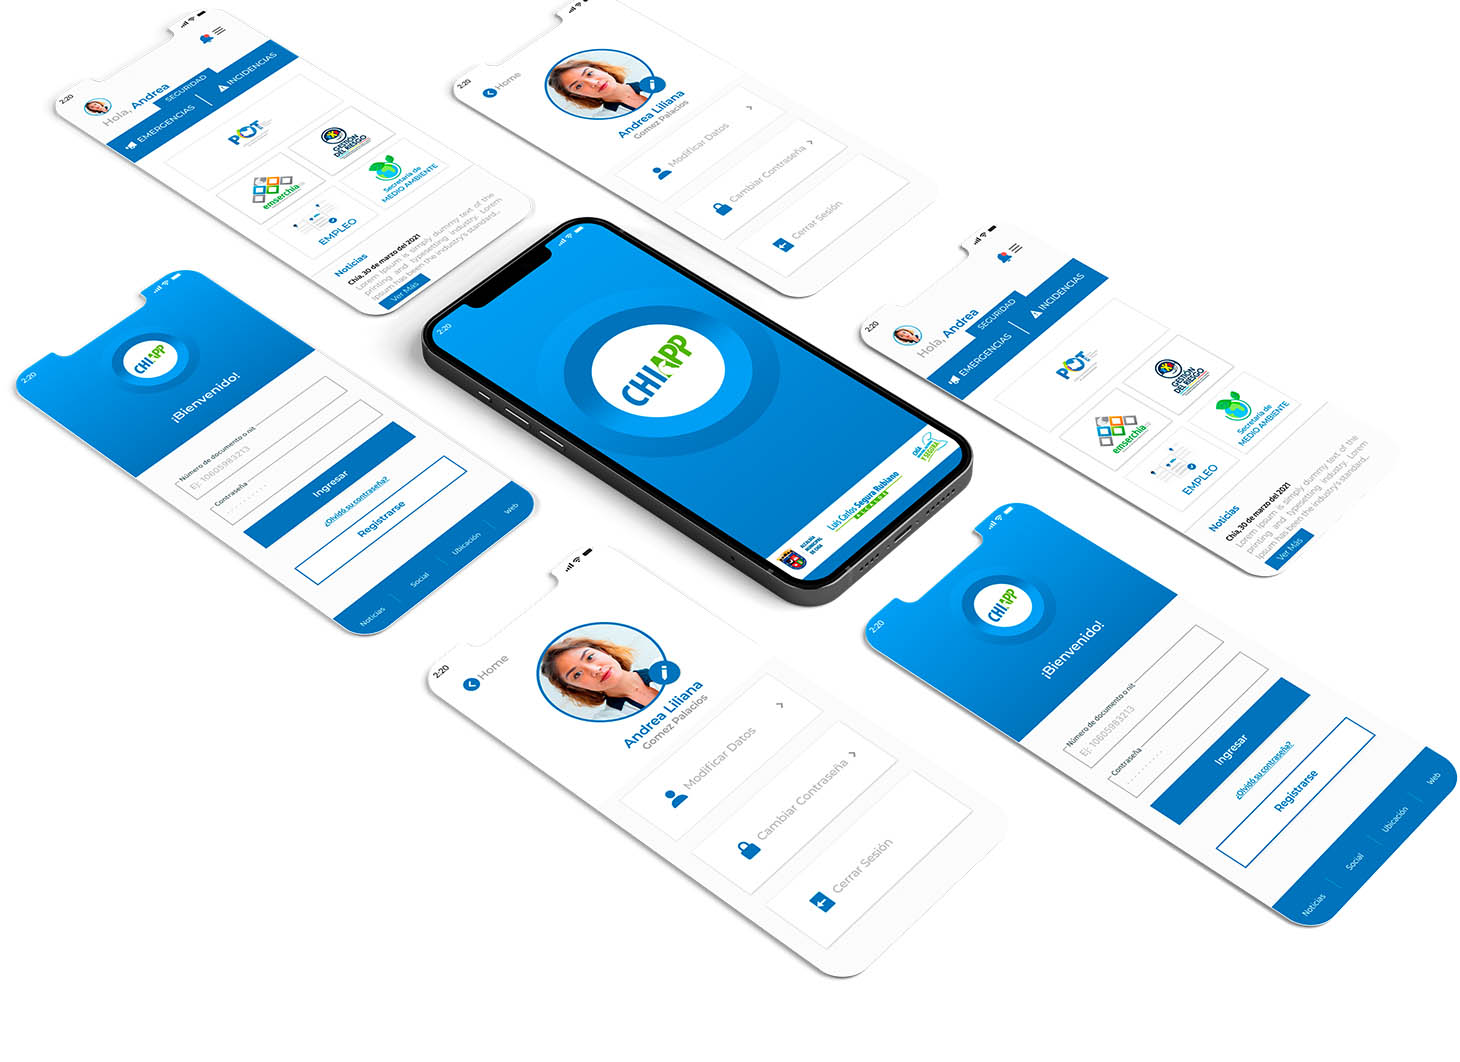 2:20
Hola, Andrea
SEGURIDAD
EMERGENCIAS
INCIDENCIAS
POT
GESTIÓN
DEL RIESGO
emserchia
Secretaría de
MEDIO AMBIENTE
EMPLEO
Noticias
Chía, 30 de marzo del 2021
Lorem Ipsum is simply dummy text of the
printing and typesetting industry. Lorem
Ipsum has been the industry's standard...
Ver Más
2:20
Home
Andrea Liliana
Gomez Palacios
Modificar Datos
Cambiar Contraseña
Cerrar Sesión
2:20
CHIAPP
¡Bienvenido!
Número de documento o nit
Ej: 10605983213
Contraseña
Ingresar
¿Olvidó su contraseña?
Registrarse
Noticias
Social
Ubicación
Web
2:20
CHIAPP
ALCALDÍA
MUNICIPAL
DE CHÍA
Luis Carlos Segura Rubiano
ALCALDE
2:20
Hola, Andrea
SEGURIDAD
EMERGENCIAS
INCIDENCIAS
POT
GESTIÓN
DEL RIESGO
emserchia
Secretaría de
MEDIO AMBIENTE
EMPLEO
Noticias
Chía, 30 de marzo del 2021
Lorem Ipsum is simply dummy text of the
printing and typesetting industry. Lorem
Ipsum has been the industry's standard...
Ver Más
2:20
Home
Andrea Liliana
Gomez Palacios
Modificar Datos
Cambiar Contraseña
Cerrar Sesión
2:20
CHIAPP
¡Bienvenido!
Número de documento o nit
Ej: 10605983213
Contraseña
Ingresar
¿Olvidó su contraseña?
Registrarse
Noticias
Social
Ubicación
Web